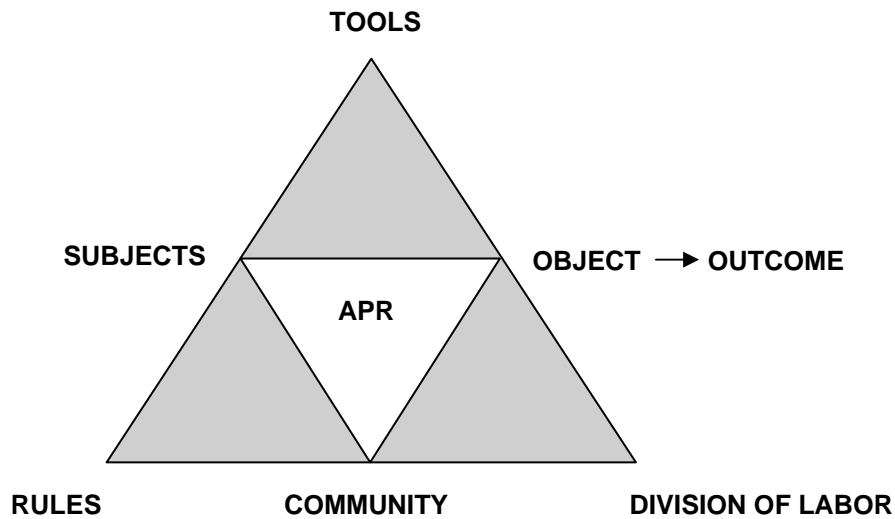 TOOLS
SUBJECTS
OBJECT → OUTCOME
APR
RULES COMMUNITY DIVISION OF LABOR